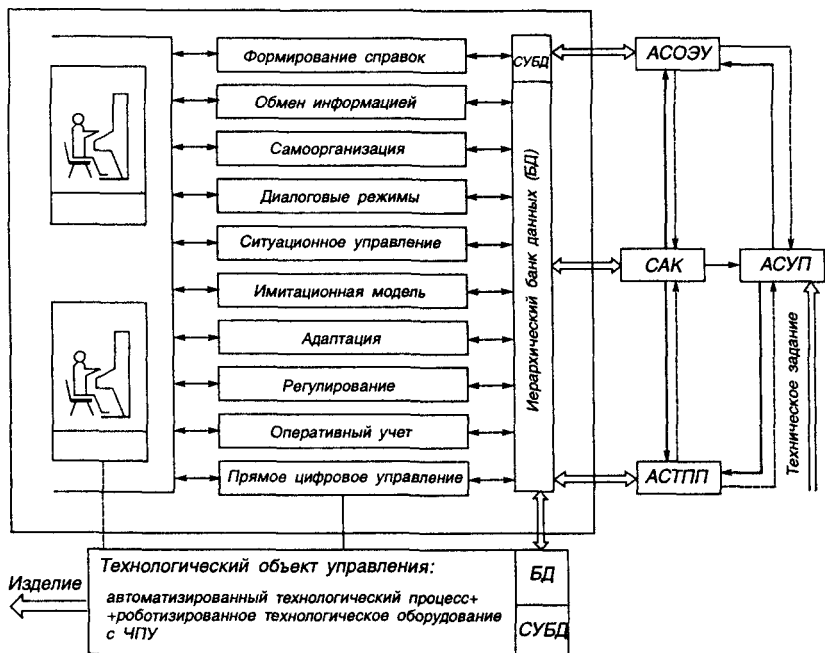 Формирование справок
Обмен информацией
Самоорганизация
Диалоговые режимы
Ситуационное управление
Имитационная модель
Адаптация
Регулирование
Оперативный учет
Прямое цифровое управление
СУБД
Иерархический банк данных (БД)
АСОЭУ
САК
АСУП
АСТПП
Техническое задание
Изделие
Технологический объект управления:
автоматизированный технологический процесс+
+роботизированное технологическое оборудование
с ЧПУ
БД
СУБД